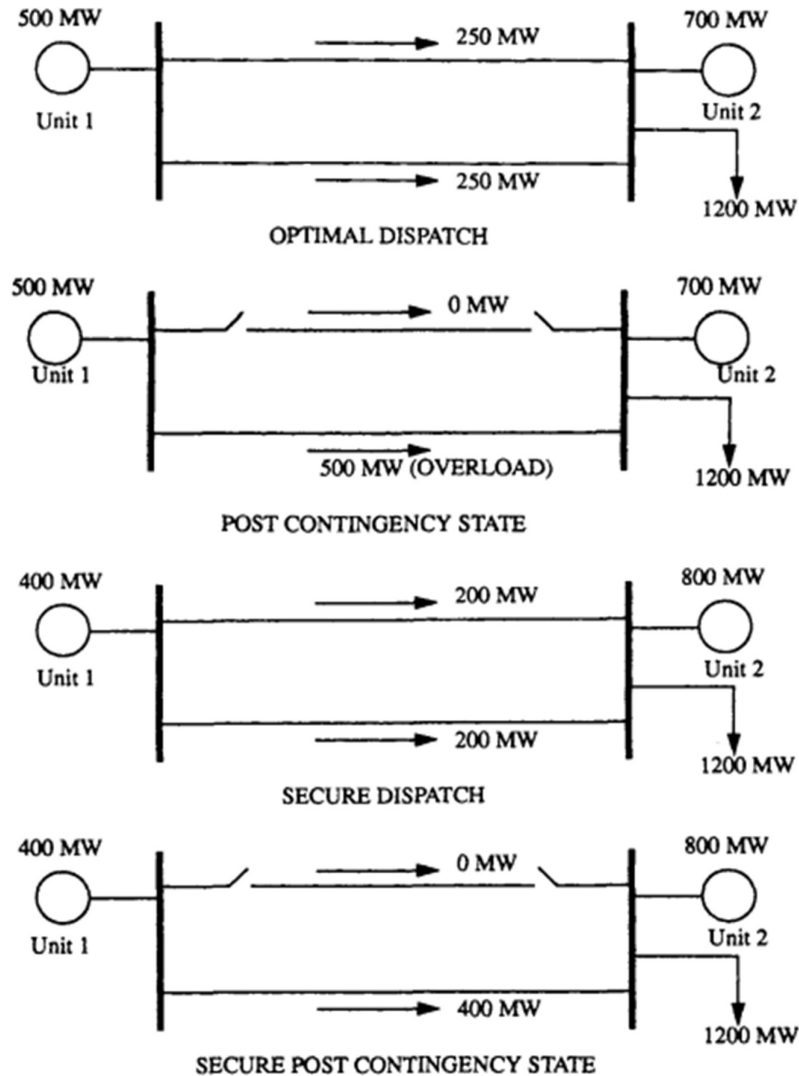 500 MW
700 MW
250 MW
Unit 1
Unit 2
250 MW
1200 MW
OPTIMAL DISPATCH
500 MW
700 MW
0 MW
Unit 1
Unit 2
500 MW (OVERLOAD)
1200 MW
POST CONTINGENCY STATE
400 MW
800 MW
200 MW
Unit 1
Unit 2
200 MW
1200 MW
SECURE DISPATCH
400 MW
800 MW
0 MW
Unit 1
Unit 2
400 MW
1200 MW
SECURE POST CONTINGENCY STATE